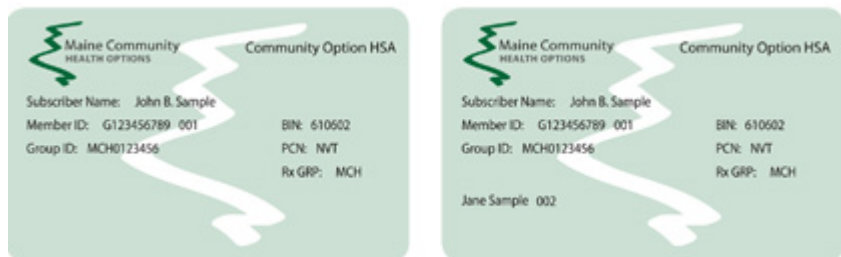 Maine Community
HEALTH OPTIONS
Community Option HSA
Subscriber Name: John B. Sample
Member ID: G123456789 001
BIN: 610602
Group ID: MCH0123456
PCN: NVT
Rx GRP: MCH
Maine Community
HEALTH OPTIONS
Community Option HSA
Subscriber Name: John B. Sample
Member ID: G123456789 001
BIN: 610602
Group ID: MCH0123456
PCN: NVT
Rx GRP: MCH
Jane Sample 002